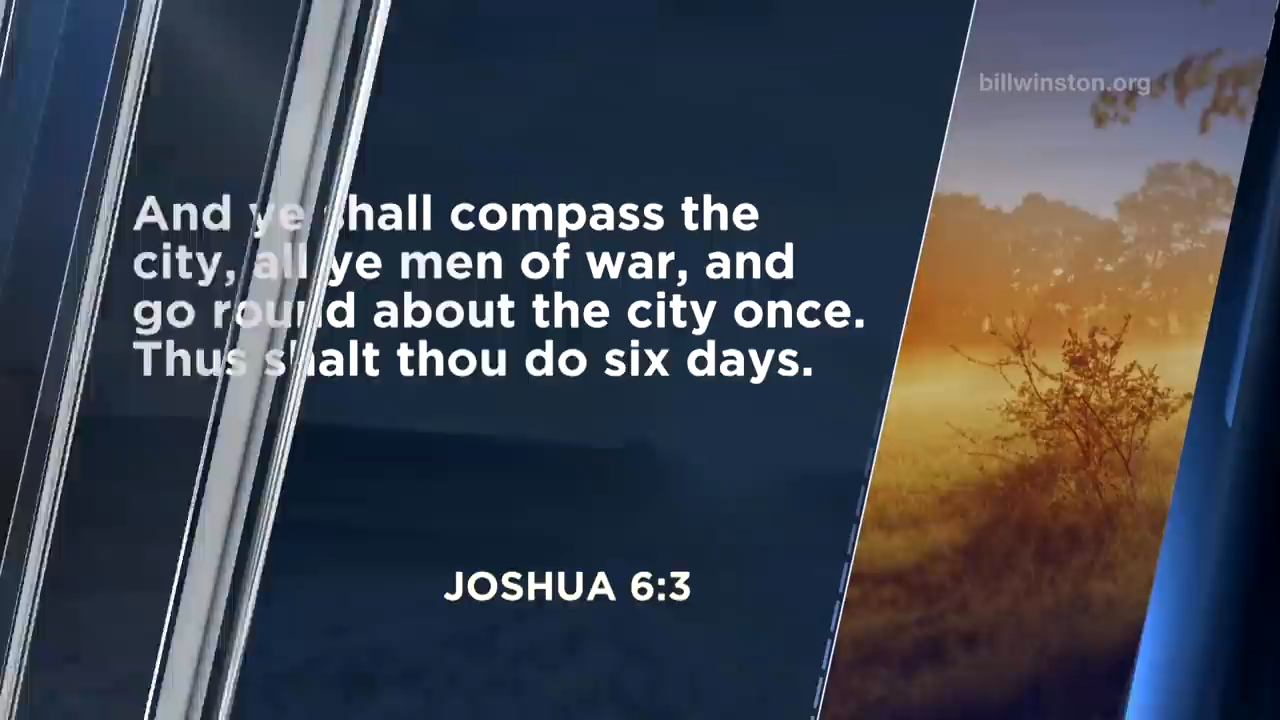 billwinston.org
And ye shall compass the
city, all ye men of war, and
go round about the city once.
Thus shalt thou do six days.
JOSHUA 6:3